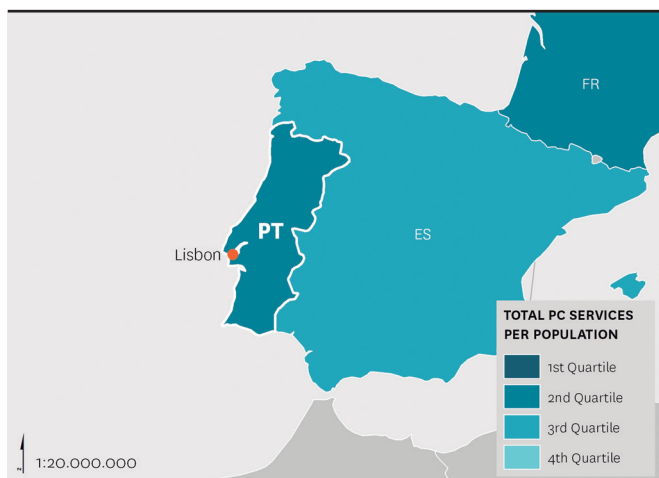 FR
PT
ES
Lisbon
TOTAL PC SERVICES
PER POPULATION
1st Quartile
2nd Quartile
3rd Quartile
4th Quartile
N
1:20.000.000